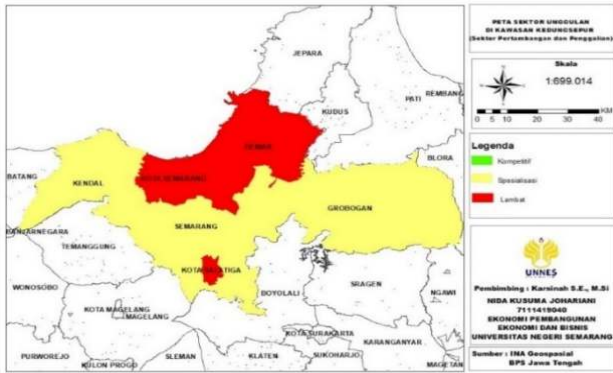 PETA SEKTOR UNGGULAN
DI KAWASAN KEDUNGSEPUR
(Sektor Pertambangan dan Penggalian)
Skala
1:699.014
KM
0 5 10 20 30 40
Legenda
Kompetitif
Spesialisasi
Lambat
UNNES
Pembimbing : Karsinah S.E., M.Si
NIDA KUSUMA JOHARIANI
7111419040
EKONOMI PEMBANGUNAN
EKONOMI DAN BISNIS
UNIVERSITAS NEGERI SEMARANG
Sumber : INA Geospasial
BPS Jawa Tengah
JEPARA
KUDUS
PATI
REMBANG
DEMAK
BLORA
BATANG
KENDAL
KOTA SEMARANG
GROBOGAN
SEMARANG
BANJARNEGARA
TEMANGGUNG
KOTA SALATIGA
WONOSOBO
BOYOLALI
SRAGEN
NGAWI
KOTA MAGELANG
MAGELANG
KOTA SURAKARTA
KARANGANYAR
PURWOREJO
KULON PROGO
SLEMAN
KLATEN
SUKOHARJO
MAGETAN